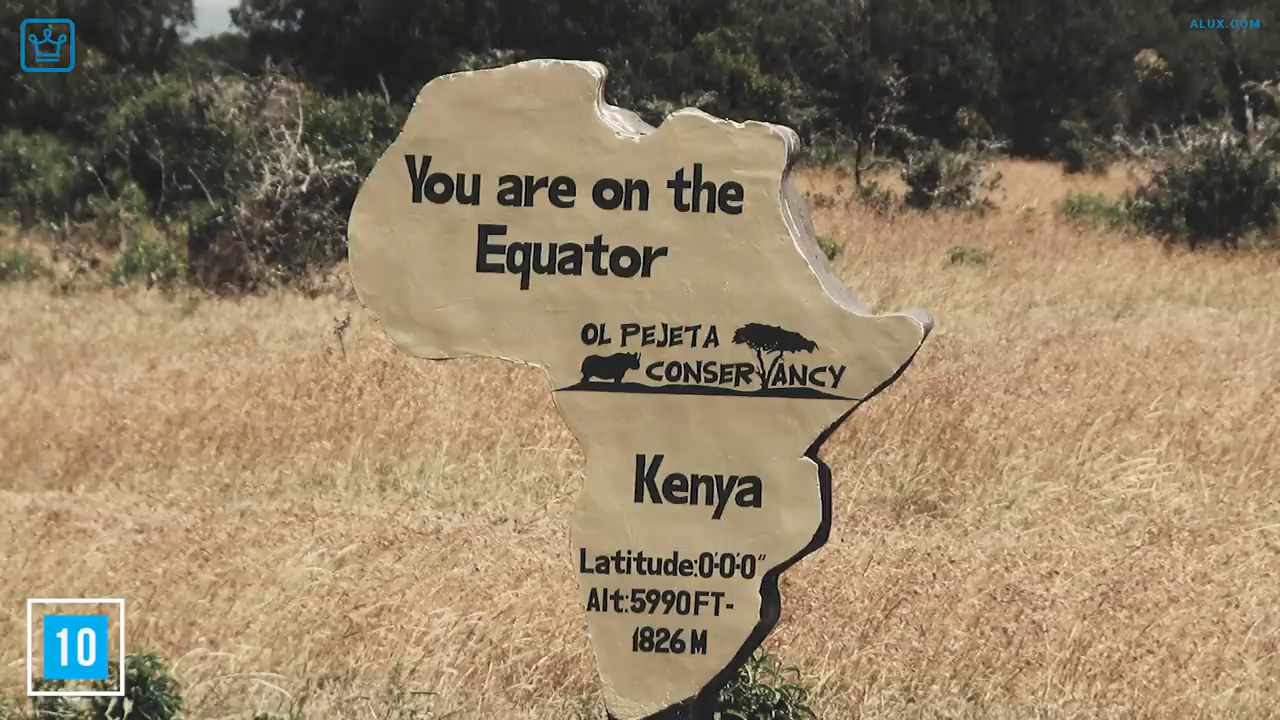 ALUX.COM
You are on the
Equator
OL PEJETA
CONSERVANCY
Kenya
Latitude:0'0'0"
Alt:5990FT-
1826M
10